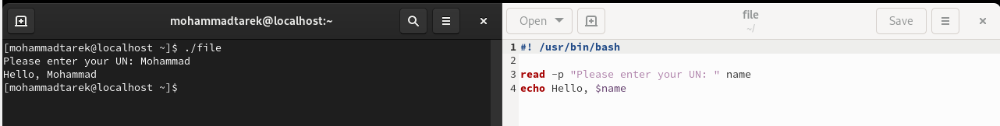 mohammadtarek@localhost:~
[mohammadtarek@localhost ~]$ ./file
Please enter your UN: Mohammad
Hello, Mohammad
[mohammadtarek@localhost ~]$
Open
file
~/
Save
1 #! /usr/bin/bash
2
3 read -p "Please enter your UN: " name
4 echo Hello, $name